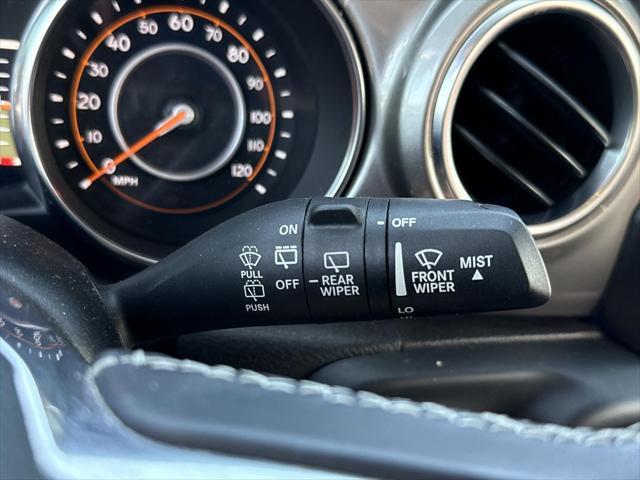 0
10
20
30
40
50
60
70
80
90
100
110
120
MPH
ON
OFF
PULL
OFF
REAR
WIPER
FRONT
WIPER
MIST
PUSH
LO